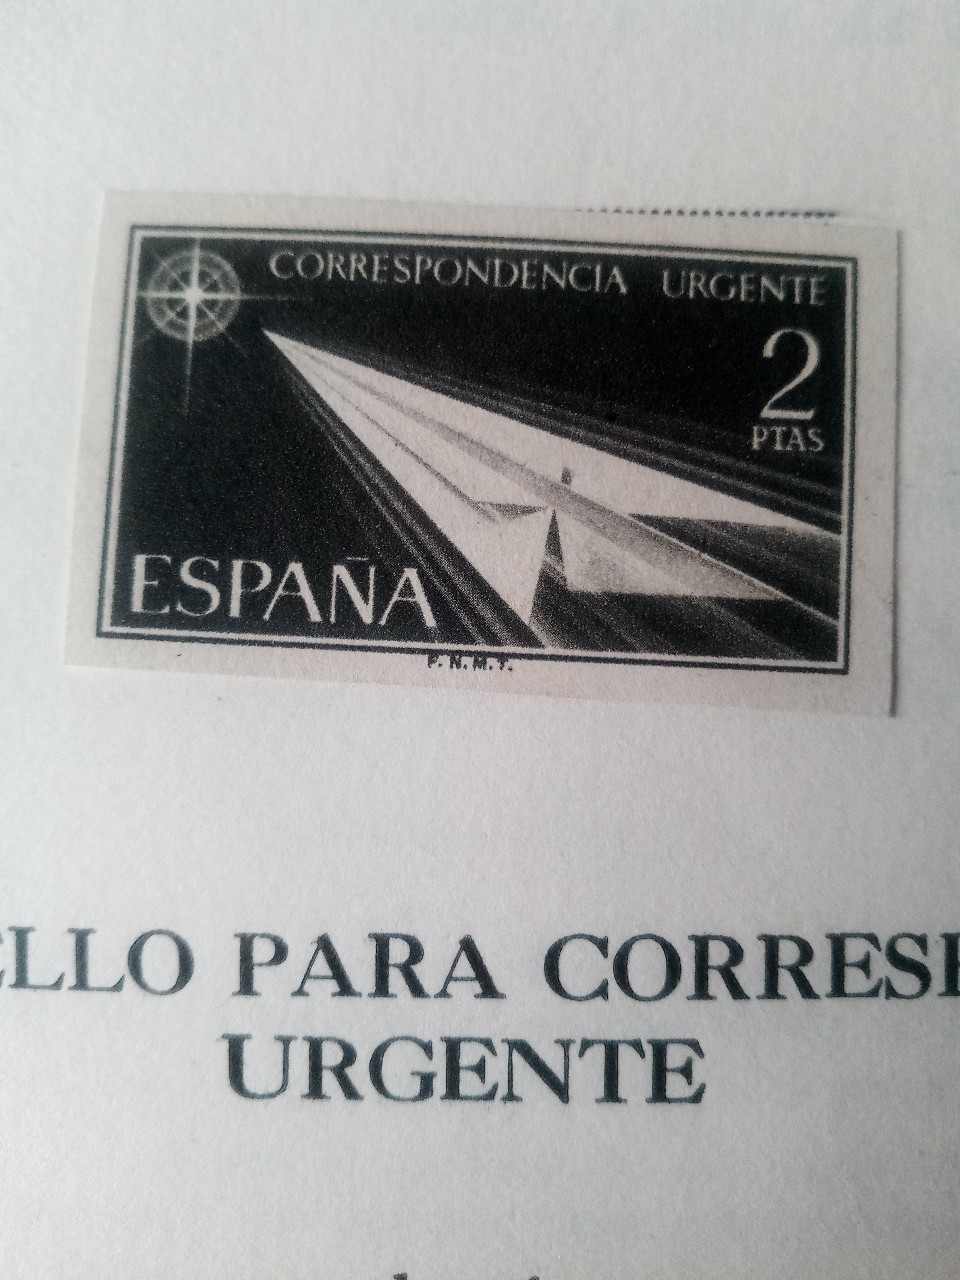 CORRESPONDENCIA URGENTE
2
PTAS
ESPAÑA
F. N. M. T.
ELLO PARA CORRESP
URGENTE